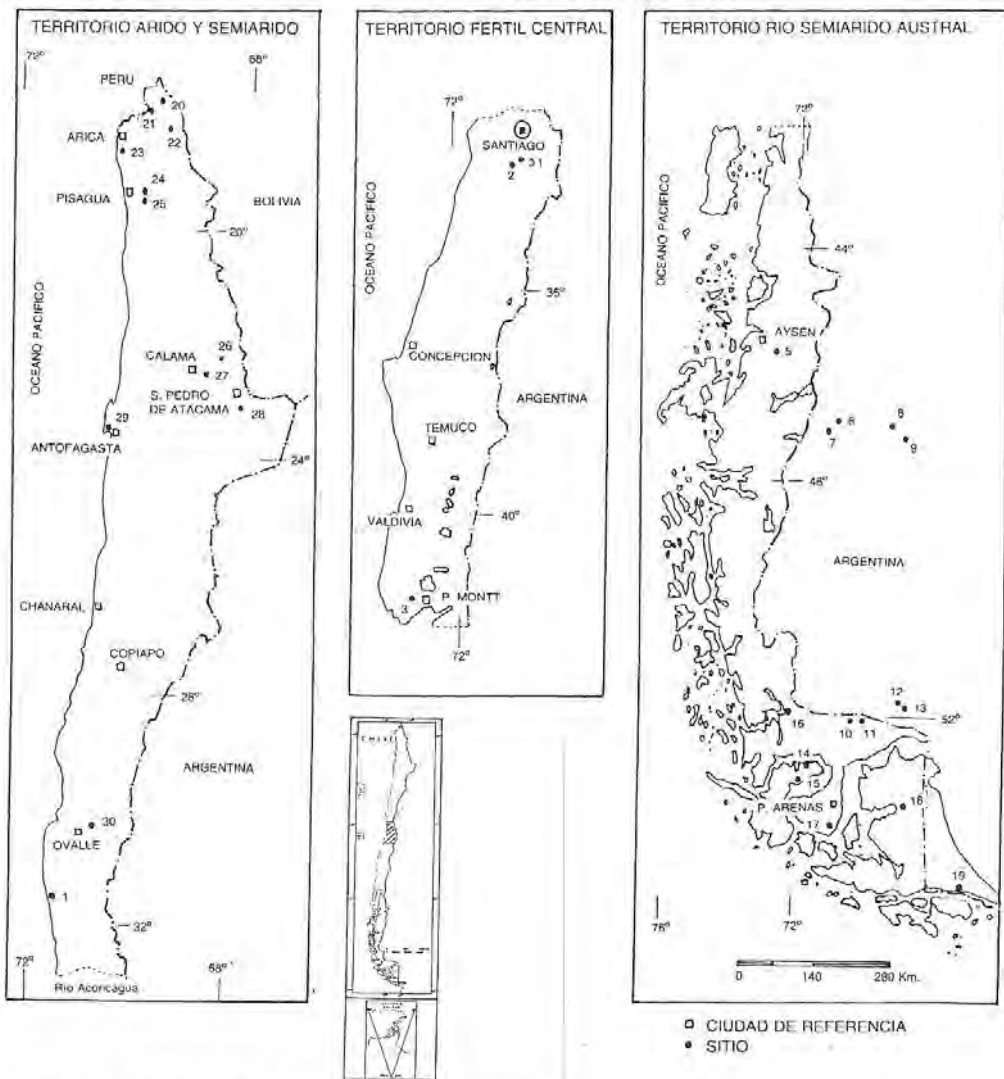 TERRITORIO ARIDO Y SEMIARIDO
72°
68°
PERU
20
21
ARICA
22
23
24
PISAGUA
25
BOLIVIA
20°
OCEANO PACIFICO
26
CALAMA
27
S. PEDRO
DE ATACAMA
28
29
ANTOFAGASTA
24°
CHANARAL
COPIAPO
28°
ARGENTINA
30
OVALLE
1
32°
72°
68°
Rio Aconcagua
TERRITORIO FERTIL CENTRAL
72°
SANTIAGO
31
2
OCEANO PACIFICO
36°
CONCEPCION
ARGENTINA
TEMUCO
VALDIVIA
40°
3
P. MONTT
72°
CHILE
TERRITORIO RIO SEMIARIDO AUSTRAL
72°
OCEANO PACIFICO
44°
AYSEN
5
6
8
7
9
48°
ARGENTINA
12
13
16
10
11
52°
14
15
P. ARENAS
18
17
19
76°
72°
0
140
280 Km.
CIUDAD DE REFERENCIA
SITIO